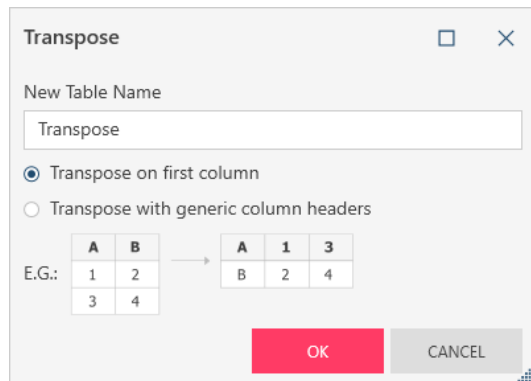 Transpose
New Table Name
Transpose
Transpose on first column
Transpose with generic column headers
E.G.:
A B
1 2
3 4
A 1 3
B 2 4
OK CANCEL